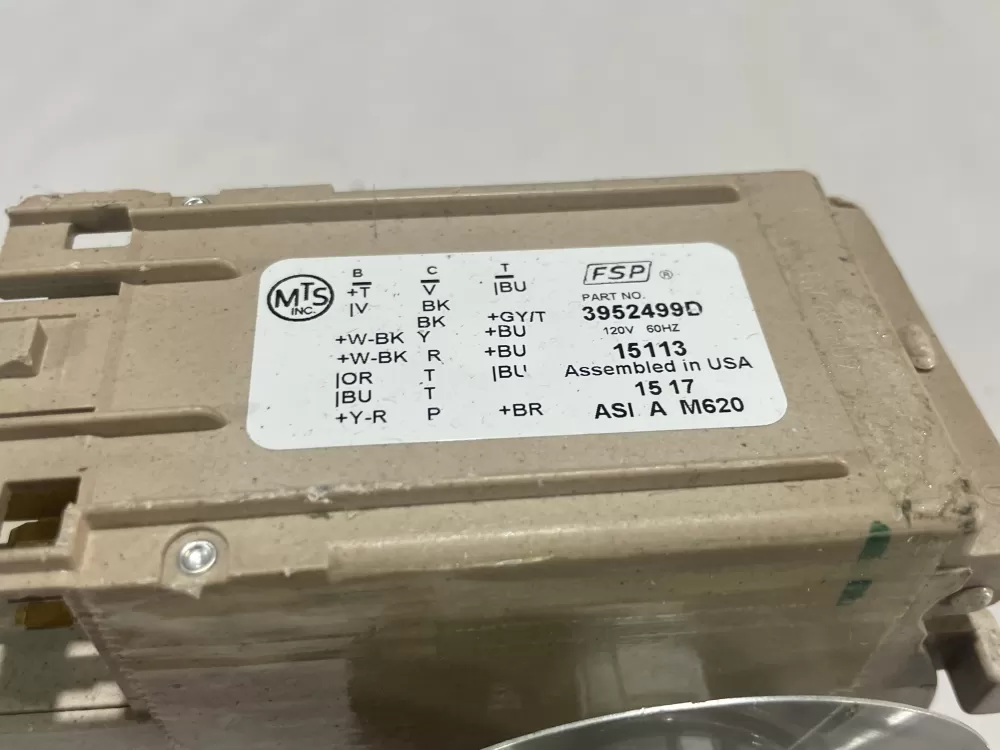 MTS
INC.
B C T
+T V |BU
|V BK
BK +GY/T
+W-BK Y +BU
+W-BK R +BU
|OR T |BU
|BU T
+Y-R P +BR
FSP ®
PART NO.
3952499D
120V 60HZ
15113
Assembled in USA
15 17
ASI A M620